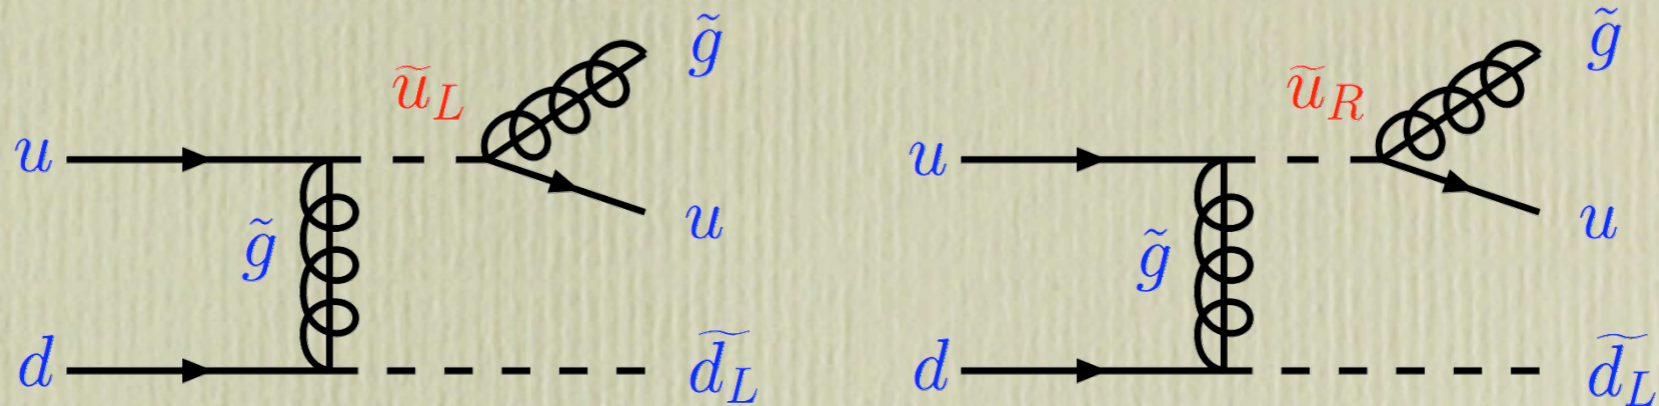 g̃ g̃
ũ_L ũ_R
u u
u u
g̃ g̃
d d̃_L d d̃_L